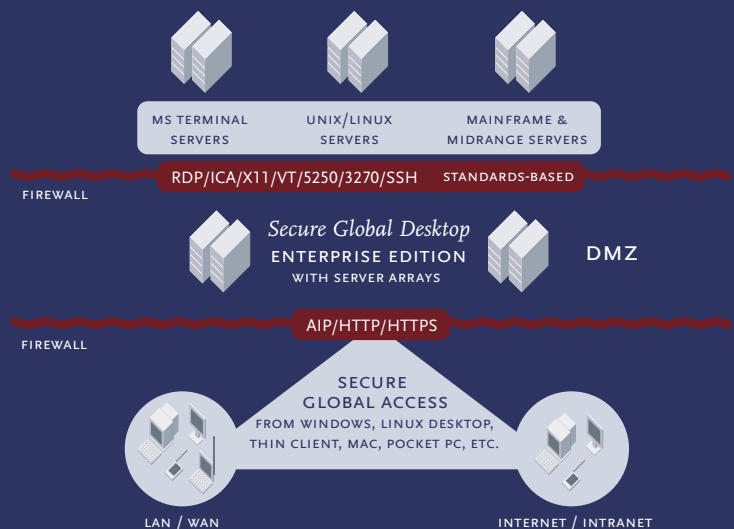 MS TERMINAL SERVERS
UNIX/LINUX SERVERS
MAINFRAME & MIDRANGE SERVERS
RDP/ICA/X11/VT/5250/3270/SSH STANDARDS-BASED
FIREWALL
Secure Global Desktop
ENTERPRISE EDITION
WITH SERVER ARRAYS
DMZ
AIP/HTTP/HTTPS
FIREWALL
SECURE
GLOBAL ACCESS
FROM WINDOWS, LINUX DESKTOP,
THIN CLIENT, MAC, POCKET PC, ETC.
LAN / WAN
INTERNET / INTRANET